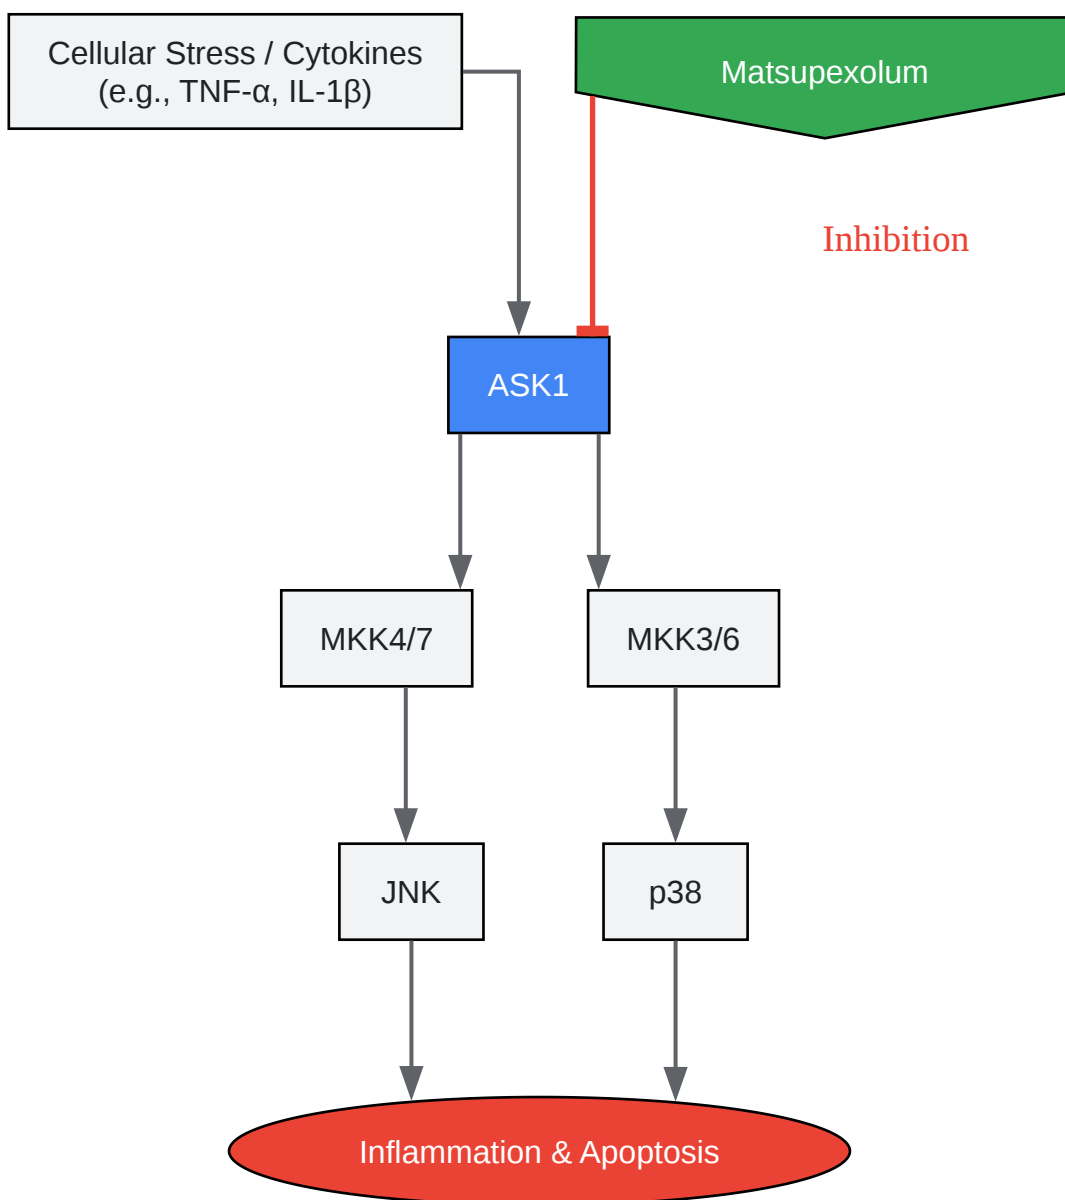 Cellular Stress / Cytokines
(e.g., TNF-α, IL-1β)
Matsupexolum
Inhibition
ASK1
MKK4/7
MKK3/6
JNK
p38
Inflammation & Apoptosis